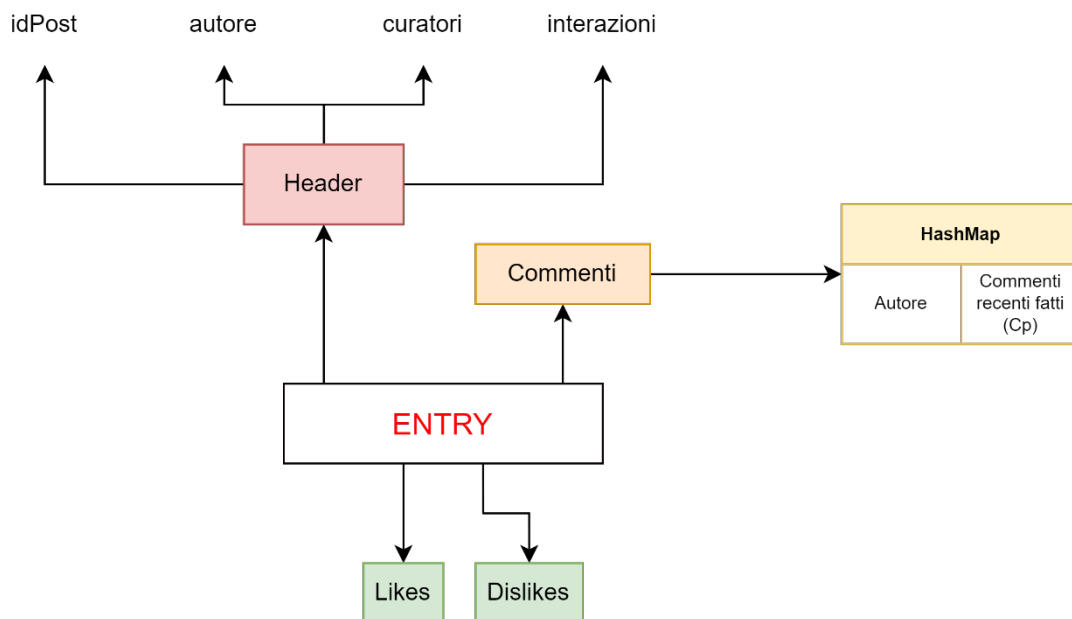 idPost autore curatori interazioni
Header
HashMap
Commenti
Autore
Commenti
recenti fatti
(Cp)
ENTRY
Likes Dislikes